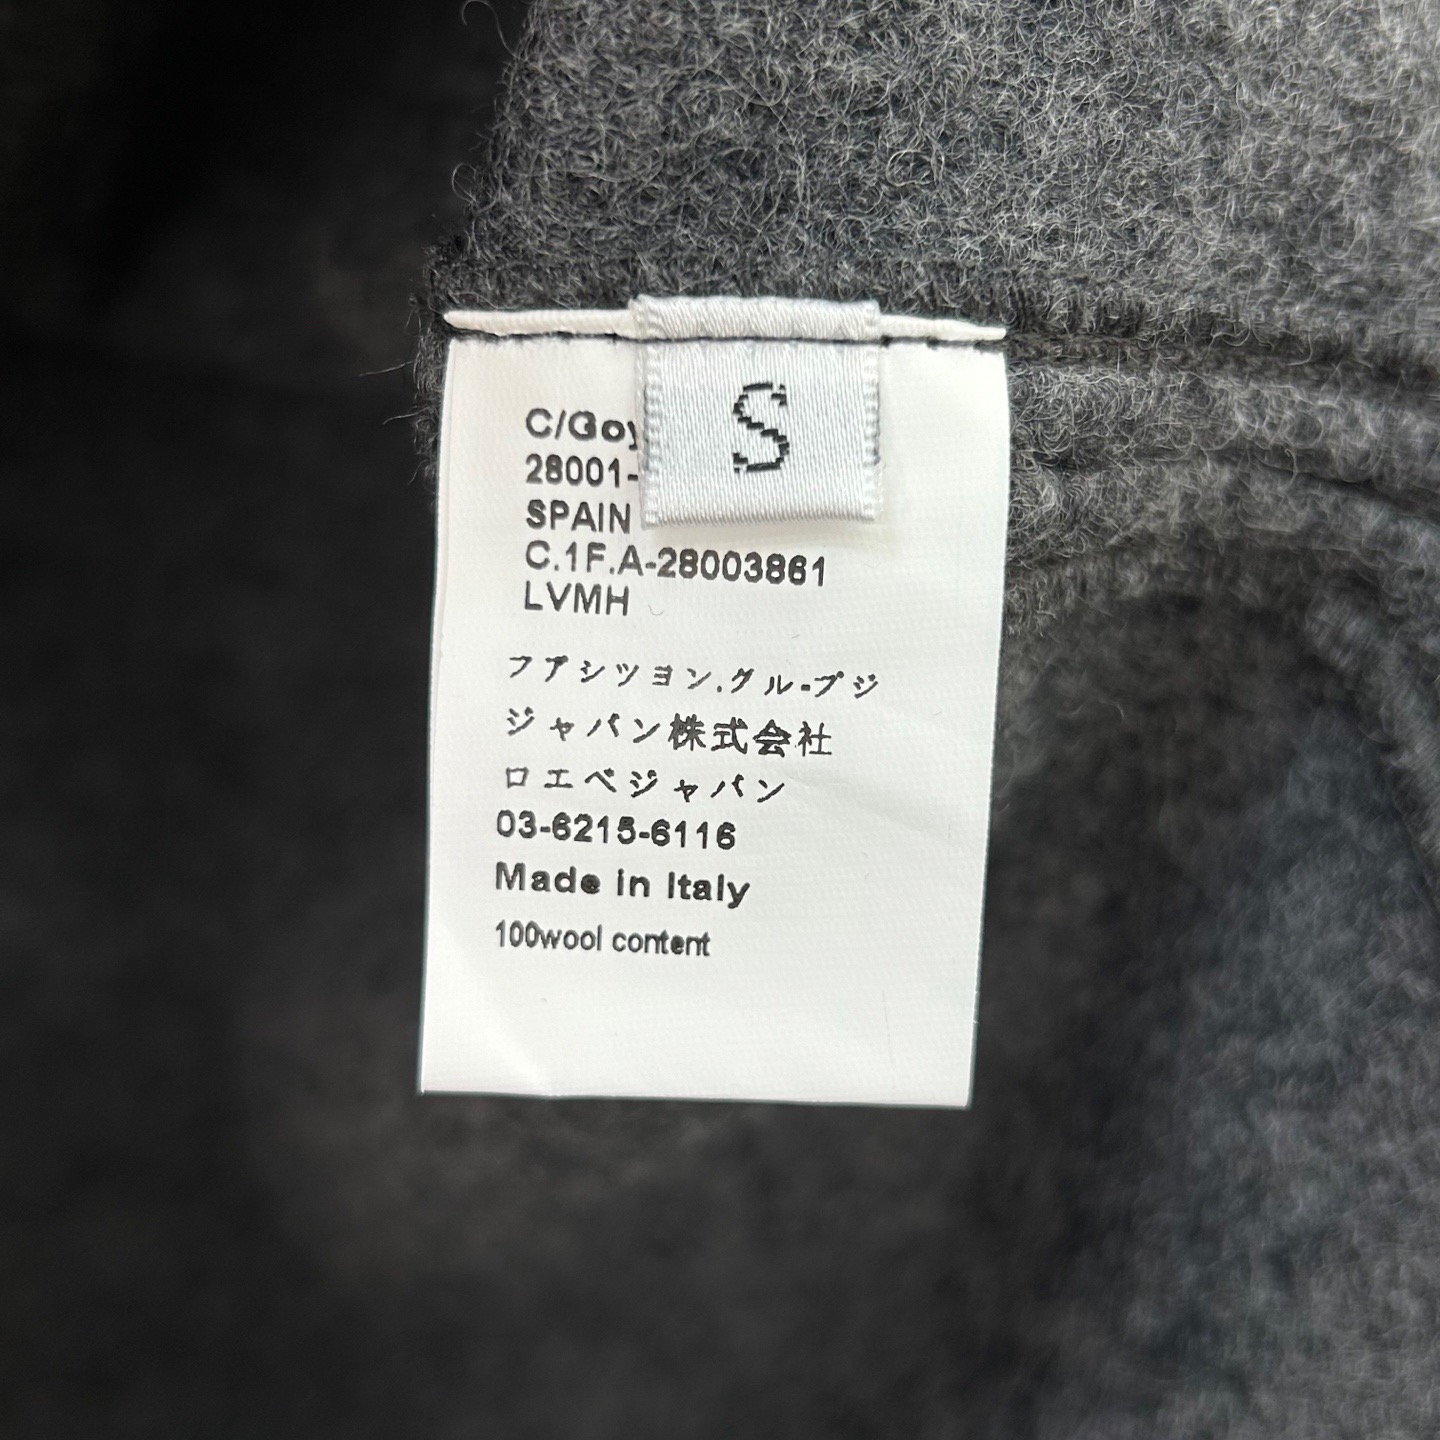 S
C/Goy
28001-
SPAIN
C.1F.A-28003861
LVMH
フアシツヨン.グル-プジ
ジャパン株式会社
ロエベジャパン
03-6215-6116
Made in Italy
100wool content